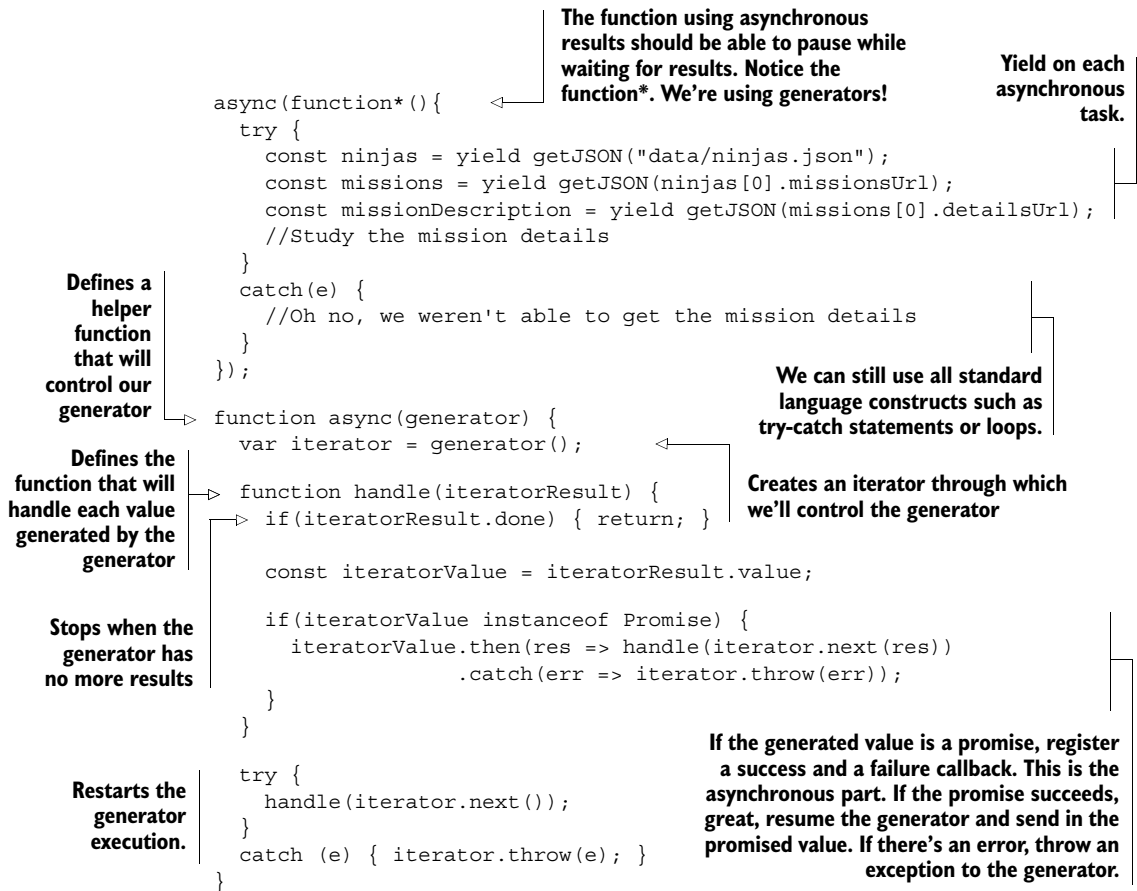 The function using asynchronous
results should be able to pause while
waiting for results. Notice the
function*. We're using generators!
Yield on each
asynchronous
task.
async(function*(){
try {
const ninjas = yield getJSON("data/ninjas.json");
const missions = yield getJSON(ninjas[0].missionsUrl);
const missionDescription = yield getJSON(missions[0].detailsUrl);
//Study the mission details
}
catch(e) {
//Oh no, we weren't able to get the mission details
}
});
We can still use all standard
language constructs such as
try-catch statements or loops.
Defines a
helper
function
that will
control our
generator
function async(generator) {
var iterator = generator();
Creates an iterator through which
we'll control the generator
Defines the
function that will
handle each value
generated by the
generator
function handle(iteratorResult) {
if(iteratorResult.done) { return; }
Stops when the
generator has
no more results
const iteratorValue = iteratorResult.value;
if(iteratorValue instanceof Promise) {
iteratorValue.then(res => handle(iterator.next(res))
.catch(err => iterator.throw(err));
}
}
If the generated value is a promise, register
a success and a failure callback. This is the
asynchronous part. If the promise succeeds,
great, resume the generator and send in the
promised value. If there's an error, throw an
exception to the generator.
Restarts the
generator
execution.
try {
handle(iterator.next());
}
catch (e) { iterator.throw(e); }
}